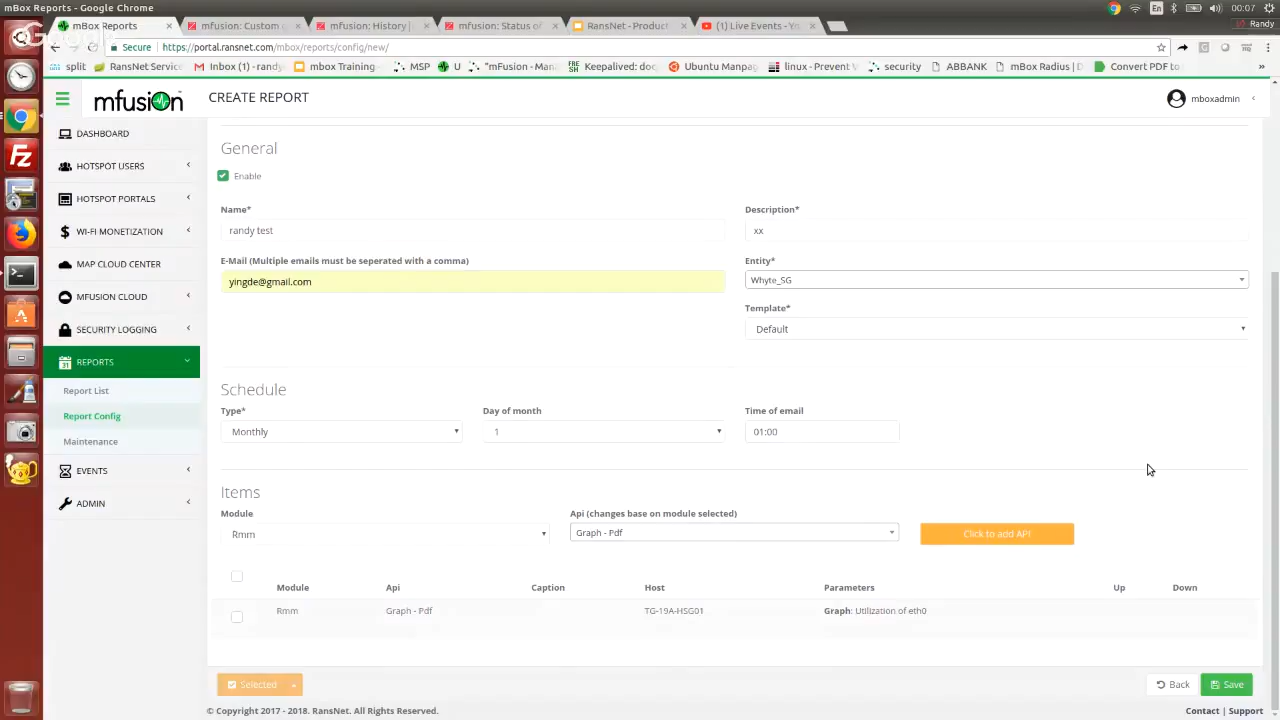 mBox Reports - Google Chrome
00:07
mBox Reports
mfusion: Custom
mfusion: History |
mfusion: Status of
RansNet - Product
(1) Live Events - Yo
Randy
Secure https://portal.ransnet.com/mbox/reports/config/new/
split RansNet Service Inbox (1) - randy mbox Training - MSP U "mFusion - Man Keepalived: doc Ubuntu Manpag linux - Prevent security ABBANK mBox Radius | D Convert PDF to »
mfusion CREATE REPORT mboxadmin
DASHBOARD
HOTSPOT USERS
HOTSPOT PORTALS
WI-FI MONETIZATION
MAP CLOUD CENTER
MFUSION CLOUD
SECURITY LOGGING
REPORTS
Report List
Report Config
Maintenance
EVENTS
ADMIN
General
Enable
Name* Description*
randy test xx
E-Mail (Multiple emails must be seperated with a comma) Entity*
yingde@gmail.com Whyte_SG
Template*
Default
Schedule
Type* Day of month Time of email
Monthly 1 01:00
Items
Module Api (changes base on module selected)
Rmm Graph - Pdf Click to add API
Module Api Caption Host Parameters Up Down
Rmm Graph - Pdf TG-19A-HSG01 Graph: Utilization of eth0
Selected Back Save
© Copyright 2017 - 2018. RansNet. All Rights Reserved. Contact | Support